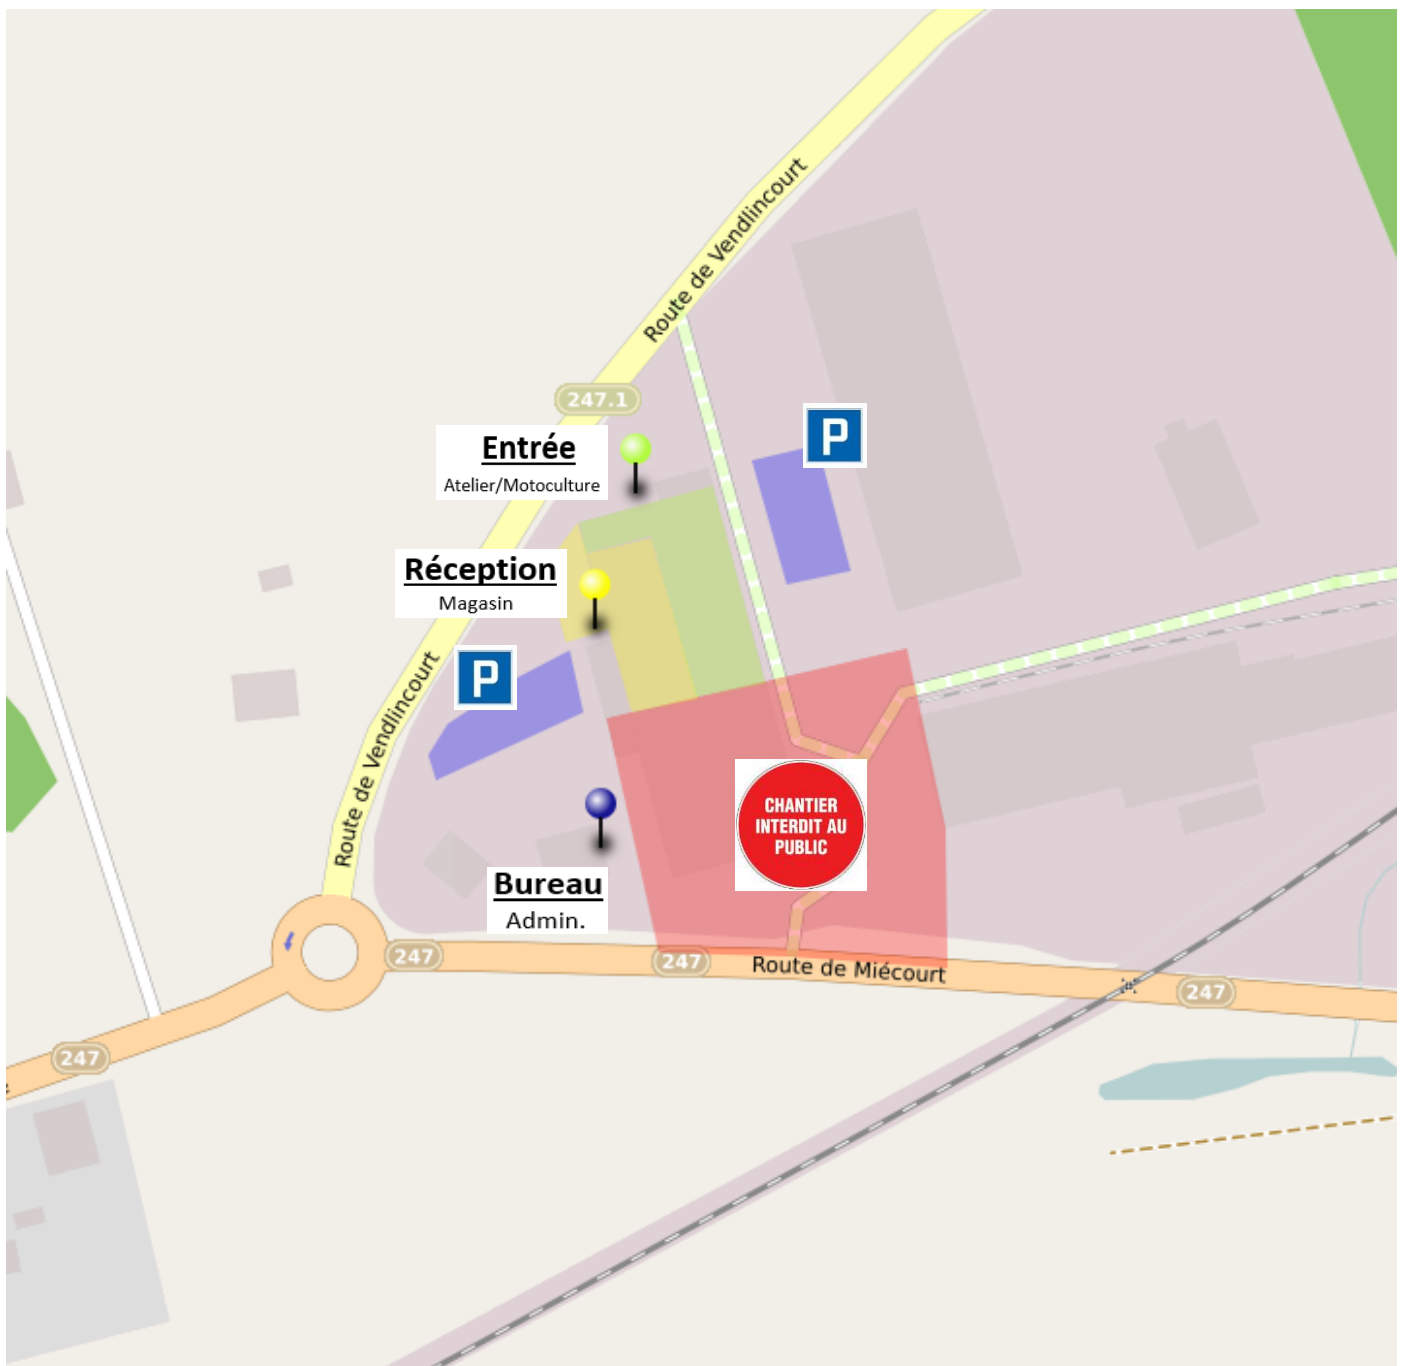 Route de Vendlincourt
247.1
P
Entrée
Atelier/Motoculture
Réception
Magasin
P
Route de Vendlincourt
CHANTIER
INTERDIT AU
PUBLIC
Bureau
Admin.
247
247
Route de Miécourt
247
247